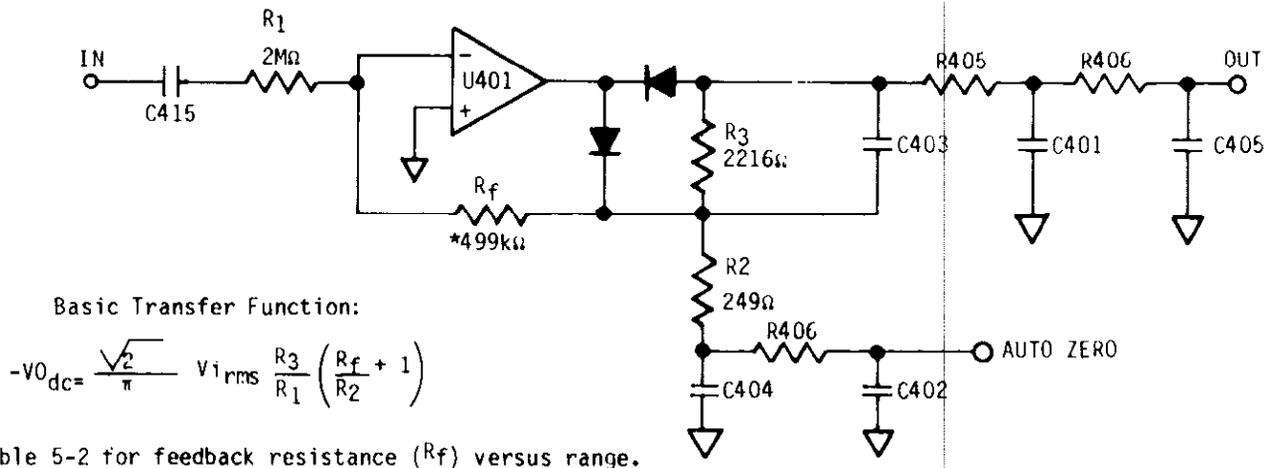 R1
2MΩ
IN
C415
−
U401
+
Rf
*499kΩ
R3
2216Ω
C403
R405
R406
OUT
C401
C405
R2
249Ω
R406
AUTO ZERO
C404
C402
Basic Transfer Function:
-VOdc= √2/π Virms R3/R1 (Rf/R2 + 1)
ble 5-2 for feedback resistance (Rf) versus range.